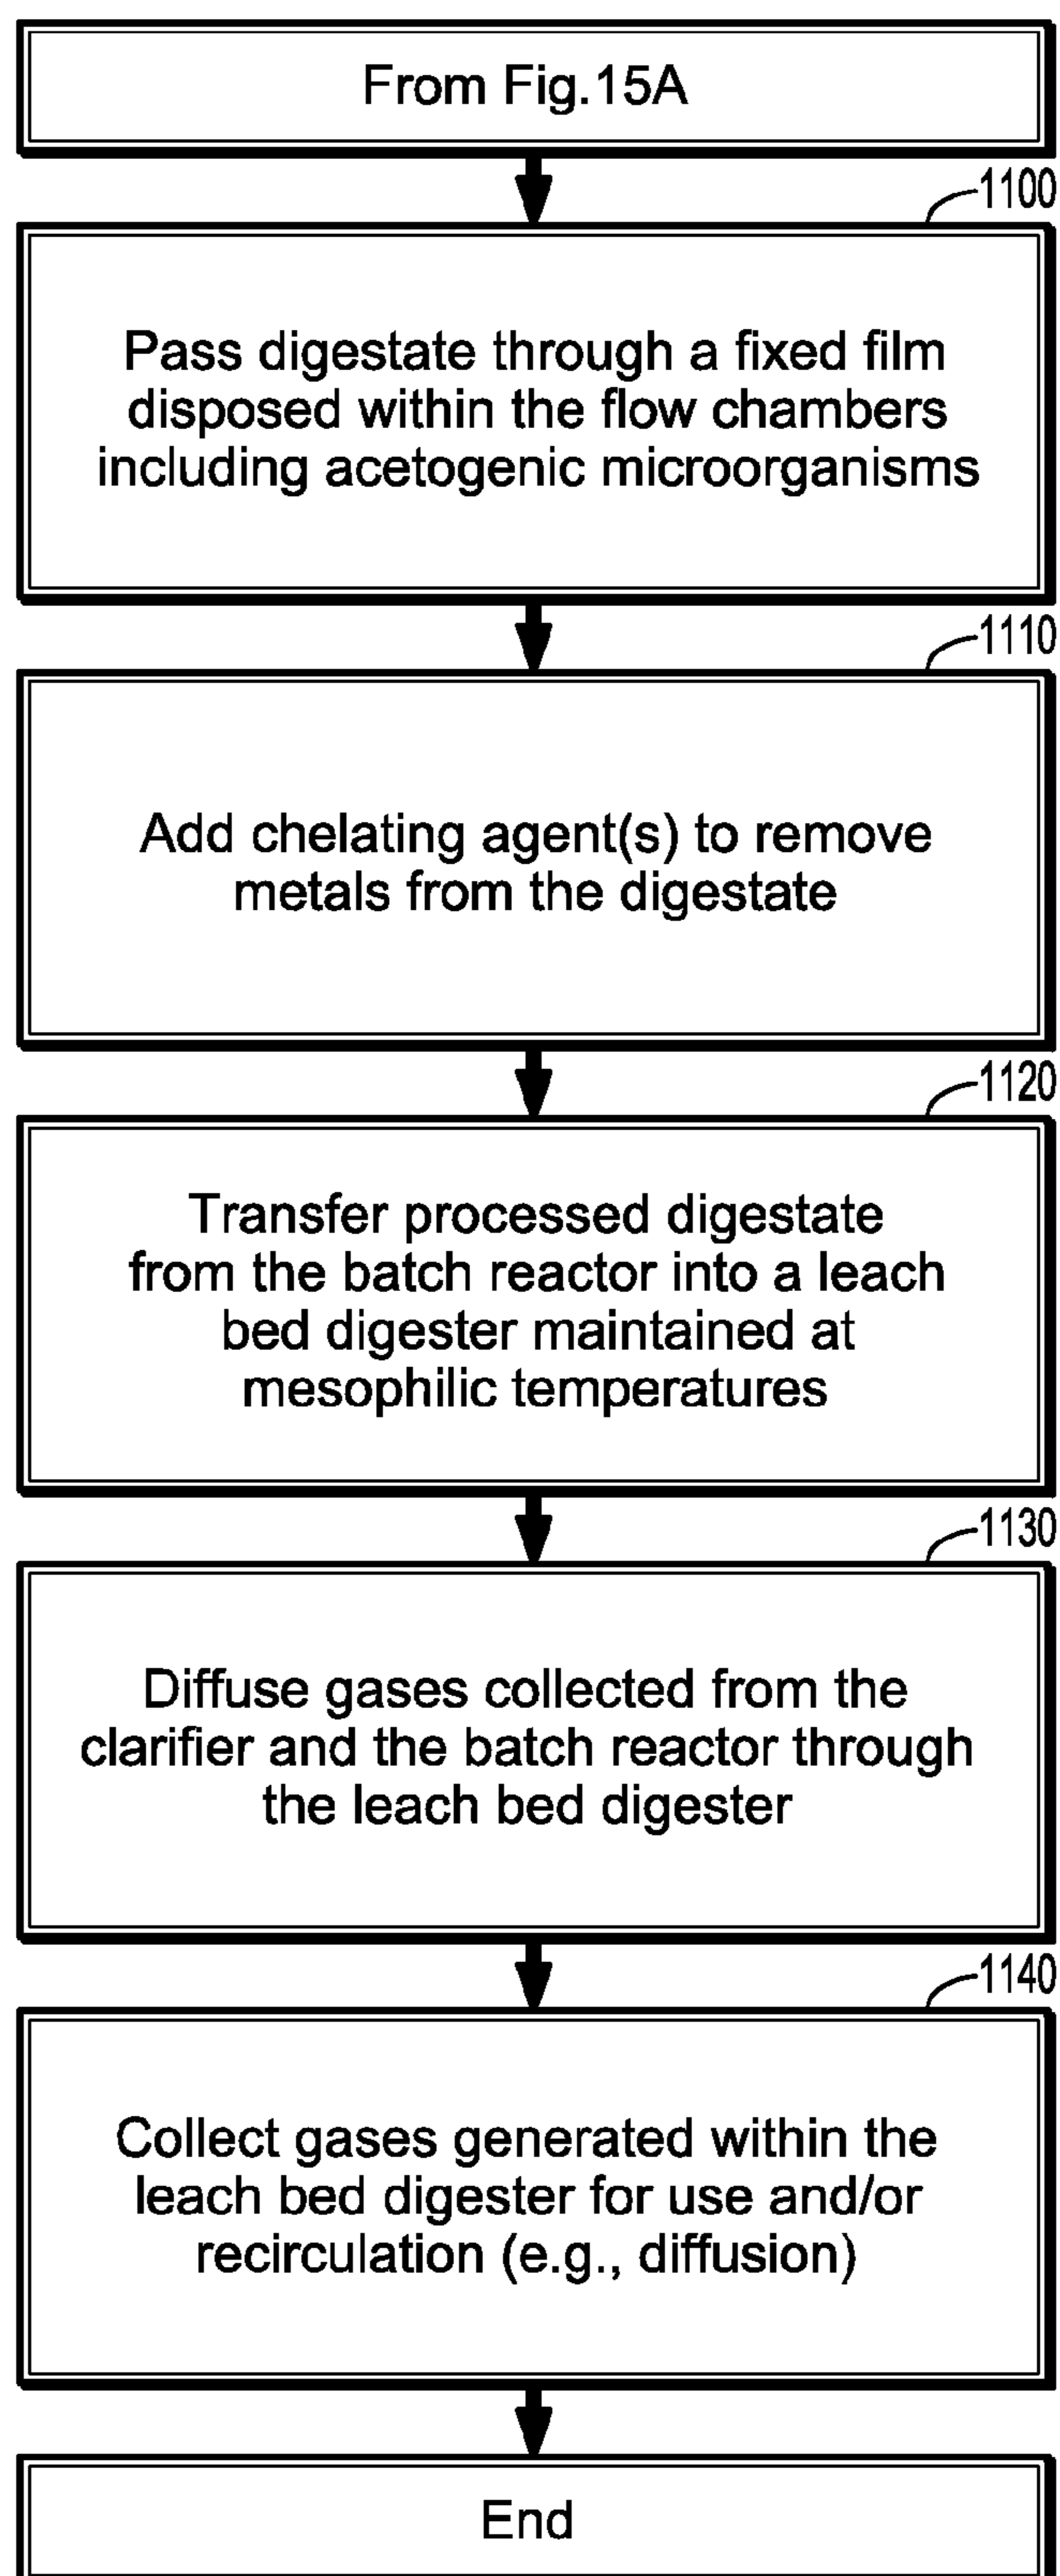 From Fig.15A
1100
Pass digestate through a fixed film
disposed within the flow chambers
including acetogenic microorganisms
1110
Add chelating agent(s) to remove
metals from the digestate
1120
Transfer processed digestate
from the batch reactor into a leach
bed digester maintained at
mesophilic temperatures
1130
Diffuse gases collected from the
clarifier and the batch reactor through
the leach bed digester
1140
Collect gases generated within the
leach bed digester for use and/or
recirculation (e.g., diffusion)
End